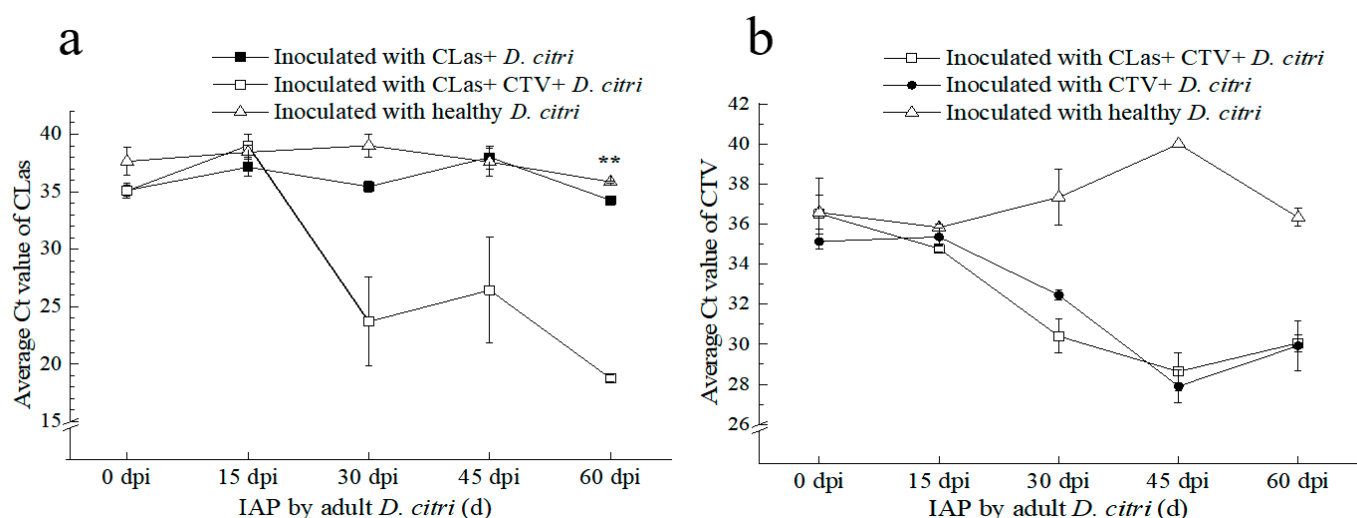 a
Inoculated with CLas+ D. citri
Inoculated with CLas+ CTV+ D. citri
Inoculated with healthy D. citri
Average Ct value of CLas
40
35
30
25
20
15
**
0 dpi
15 dpi
30 dpi
45 dpi
60 dpi
IAP by adult D. citri (d)
b
Inoculated with CLas+ CTV+ D. citri
Inoculated with CTV+ D. citri
Inoculated with healthy D. citri
Average Ct value of CTV
42
40
38
36
34
32
30
28
26
0 dpi
15 dpi
30 dpi
45 dpi
60 dpi
IAP by adult D. citri (d)